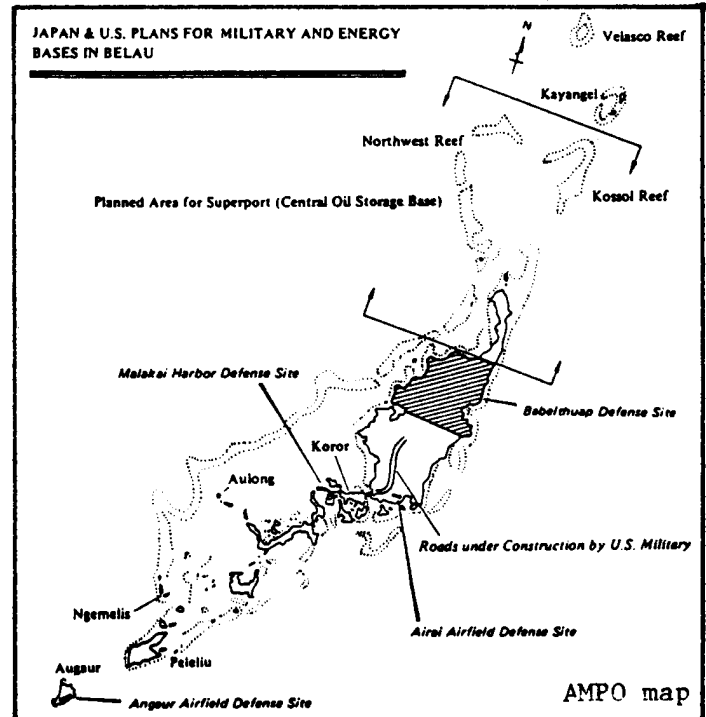 JAPAN & U.S. PLANS FOR MILITARY AND ENERGY
BASES IN BELAU
N
Velasco Reef
Kayangel
Northwest Reef
Planned Area for Superport (Central Oil Storage Base)
Kossol Reef
Malakai Harbor Defense Site
Babelthuap Defense Site
Koror
Aulong
Roads under Construction by U.S. Military
Ngemelis
Airai Airfield Defense Site
Augaur
Peleliu
Angaur Airfield Defense Site
AMPO map